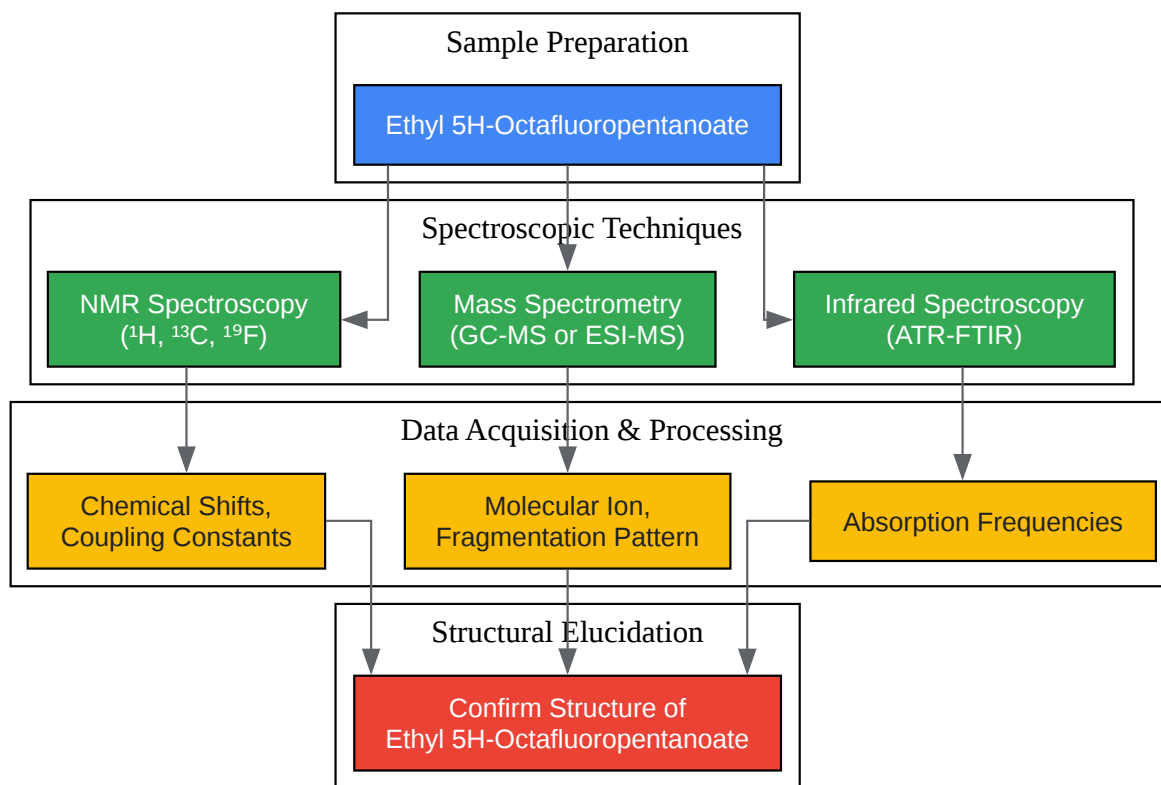 Sample Preparation
Ethyl 5H-Octafluoropentanoate
Spectroscopic Techniques
NMR Spectroscopy
(¹H, ¹³C, ¹⁹F)
Mass Spectrometry
(GC-MS or ESI-MS)
Infrared Spectroscopy
(ATR-FTIR)
Data Acquisition & Processing
Chemical Shifts,
Coupling Constants
Molecular Ion,
Fragmentation Pattern
Absorption Frequencies
Structural Elucidation
Confirm Structure of
Ethyl 5H-Octafluoropentanoate